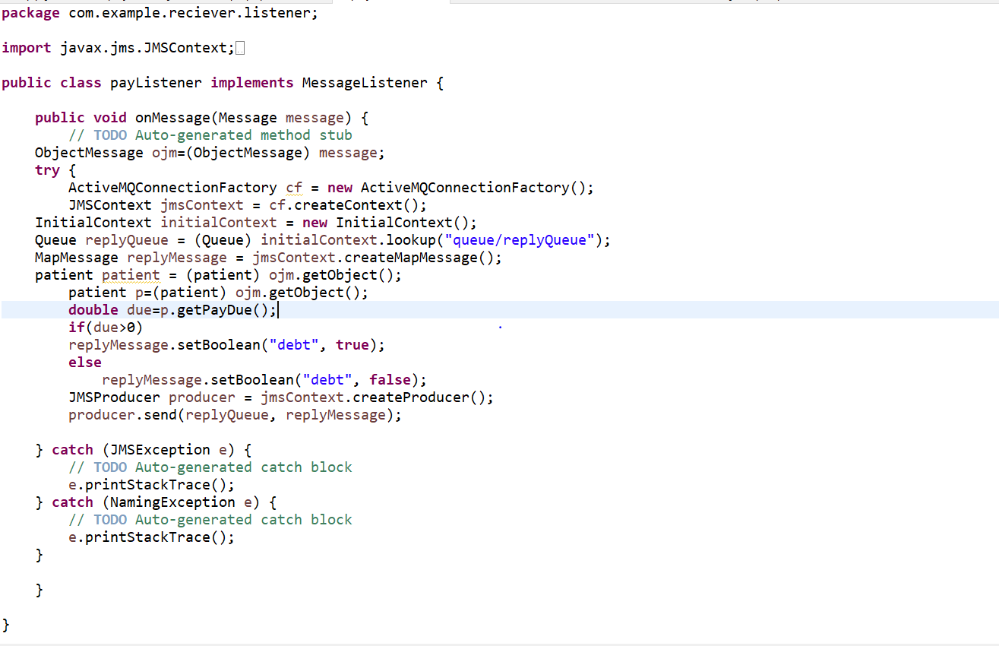 package com.example.reciever.listener;
import javax.jms.JMSContext;
public class payListener implements MessageListener {
public void onMessage(Message message) {
// TODO Auto-generated method stub
ObjectMessage ojm=(ObjectMessage) message;
try {
ActiveMQConnectionFactory cf = new ActiveMQConnectionFactory();
JMSContext jmsContext = cf.createContext();
InitialContext initialContext = new InitialContext();
Queue replyQueue = (Queue) initialContext.lookup("queue/replyQueue");
MapMessage replyMessage = jmsContext.createMapMessage();
patient patient = (patient) ojm.getObject();
patient p=(patient) ojm.getObject();
double due=p.getPayDue();
if(due>0)
replyMessage.setBoolean("debt", true);
else
replyMessage.setBoolean("debt", false);
JMSProducer producer = jmsContext.createProducer();
producer.send(replyQueue, replyMessage);
} catch (JMSException e) {
// TODO Auto-generated catch block
e.printStackTrace();
} catch (NamingException e) {
// TODO Auto-generated catch block
e.printStackTrace();
}
}
}